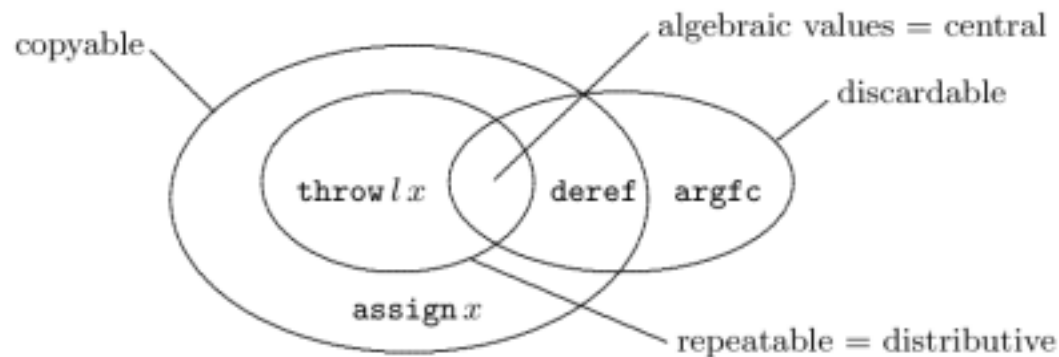 algebraic values = central
copyable
discardable
throw l x
deref
argfc
assign x
repeatable = distributive